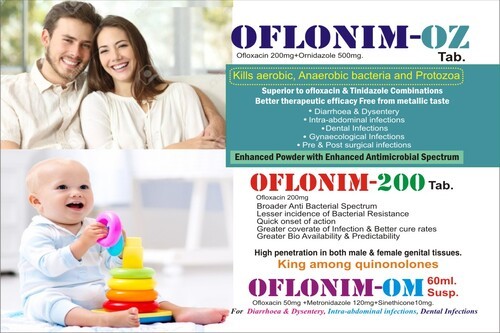 OFLONIM-OZ
Ofloxacin 200mg+Ornidazole 500mg.
Tab.
Kills aerobic, Anaerobic bacteria and Protozoa
Superior to ofloxacin & Tinidazole Combinations
Better therapeutic efficacy Free from metallic taste
• Diarrhoea & Dysentery
• Intra-abdominal infections
•Dental Infections
• Gynaecological Infections
• Pre & Post surgical infections
Enhanced Powder with Enhanced Antimicrobial Spectrum
OFLONIM-200 Tab.
Ofloxacin 200mg
Broader Anti Bacterial Spectrum
Lesser incidence of Bacterial Resistance
Quick onset of action
Greater coverate of Infection & Better cure rates
Greater Bio Availability & Predictability
High penetration in both male & female genital tissues.
King among quinonolones
OFLONIM-OM 60ml. Susp.
Ofloxacin 50mg +Metronidazole 120mg+Sinethicone10mg.
For Diarrhoea & Dysentery, Intra-abdominal infections, Dental Infections